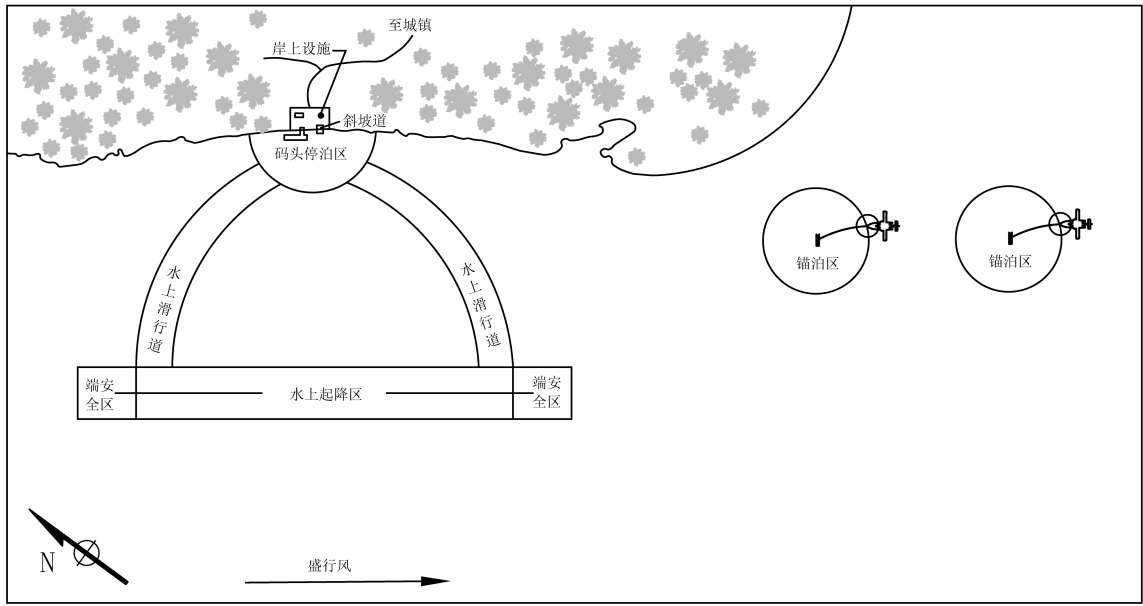 至城镇
岸上设施
斜坡道
码头停泊区
锚泊区
锚泊区
水上滑行道
水上滑行道
端安
全区
水上起降区
端安
全区
N
盛行风